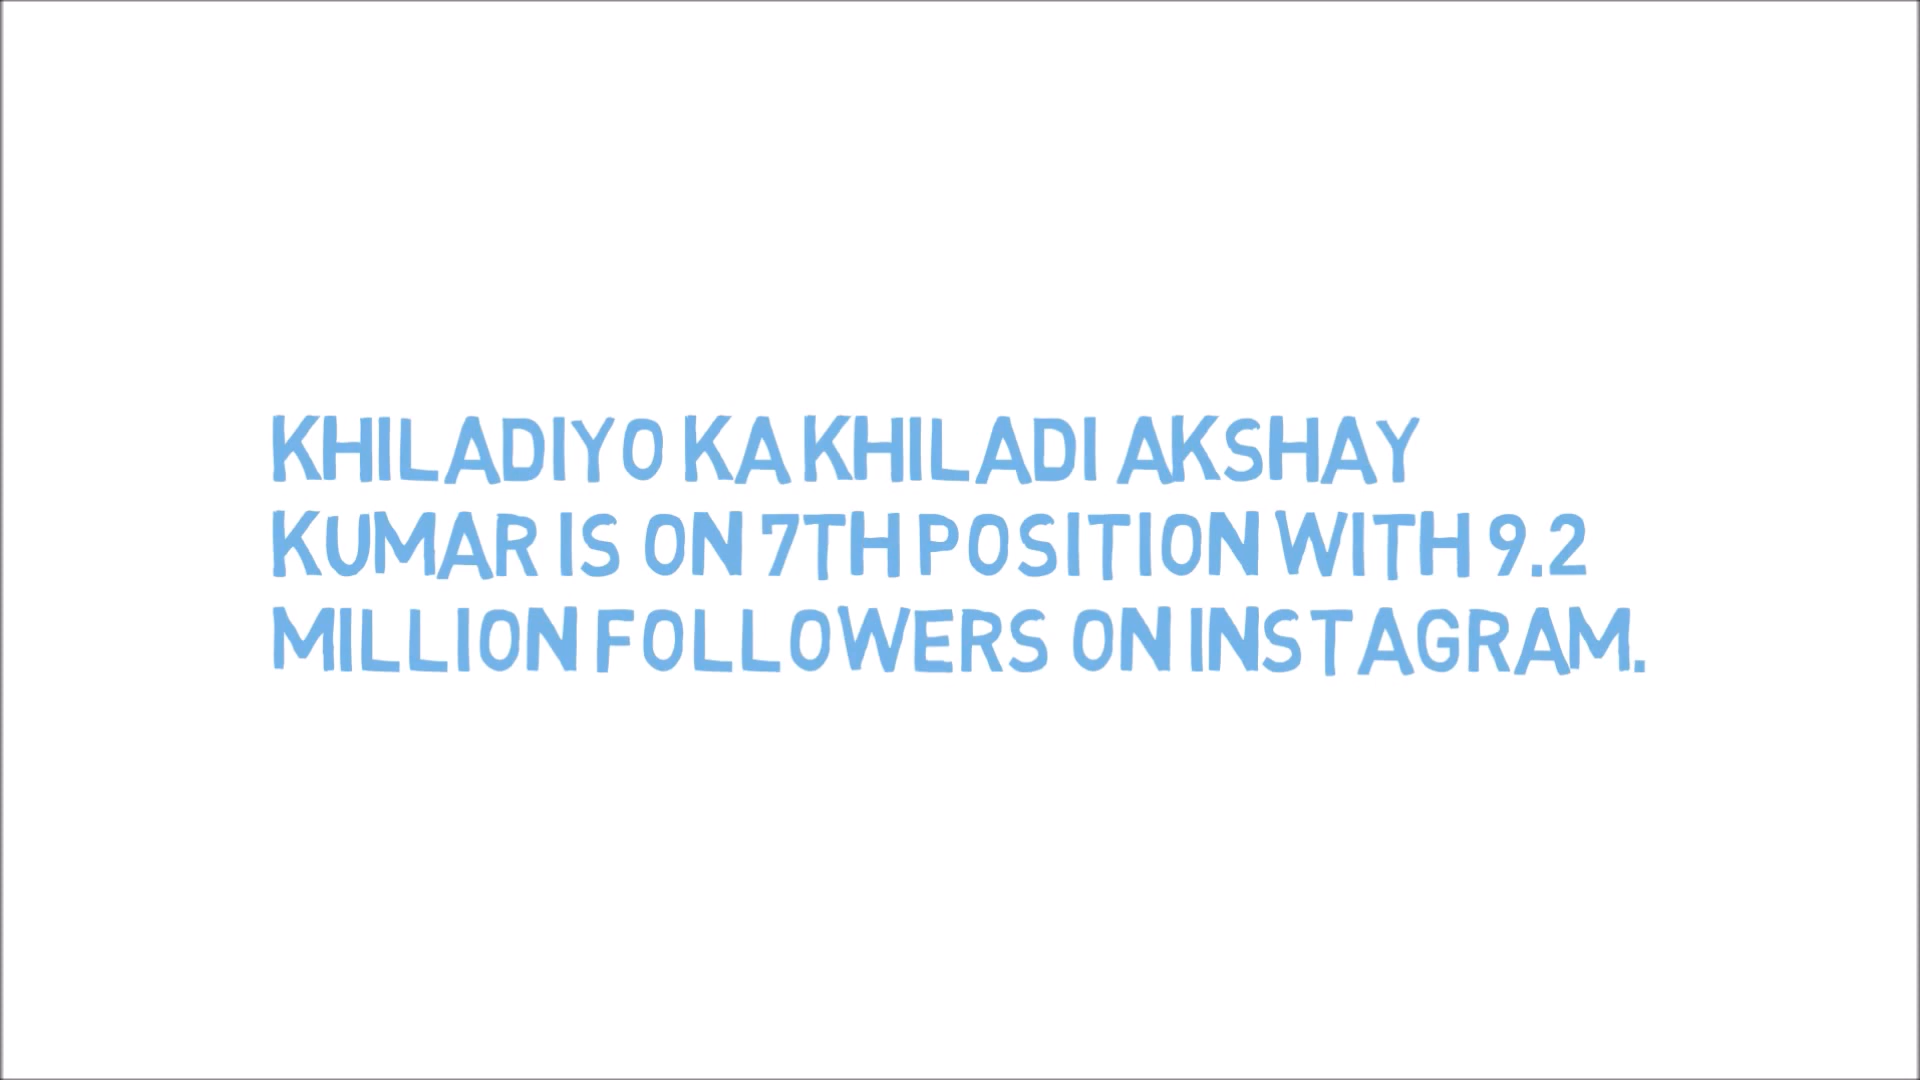 KHILADIYO KA KHILADI AKSHAY
KUMAR IS ON 7TH POSITION WITH 9.2
MILLION FOLLOWERS ON INSTAGRAM.